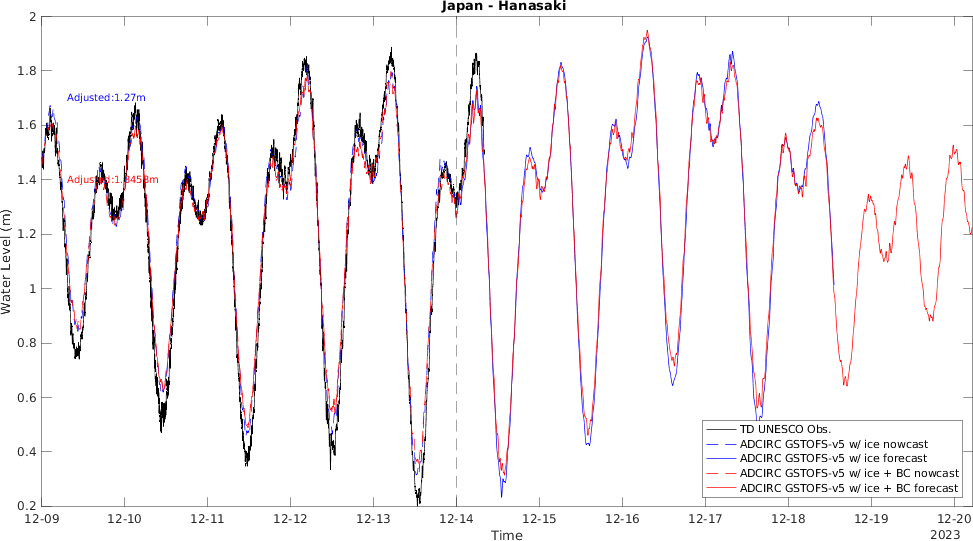 Japan - Hanasaki
Water Level (m)
2
1.8
1.6
1.4
1.2
1
0.8
0.6
0.4
0.2
Adjusted:1.27m
Adjusted:1.3458m
TD UNESCO Obs.
ADCIRC GSTOFS-v5 w/ ice nowcast
ADCIRC GSTOFS-v5 w/ ice forecast
ADCIRC GSTOFS-v5 w/ ice + BC nowcast
ADCIRC GSTOFS-v5 w/ ice + BC forecast
12-09 12-10 12-11 12-12 12-13 12-14 12-15 12-16 12-17 12-18 12-19 12-20
Time
2023